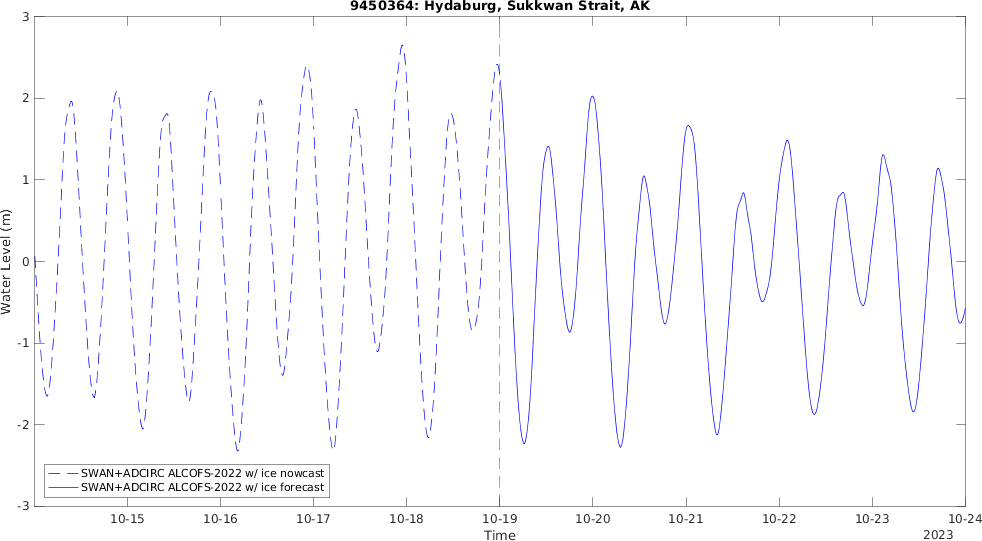 9450364: Hydaburg, Sukkwan Strait, AK
3
2
1
0
-1
-2
-3
Water Level (m)
SWAN+ADCIRC ALCOFS-2022 w/ ice nowcast
SWAN+ADCIRC ALCOFS-2022 w/ ice forecast
10-15 10-16 10-17 10-18 10-19 10-20 10-21 10-22 10-23 10-24
Time
2023